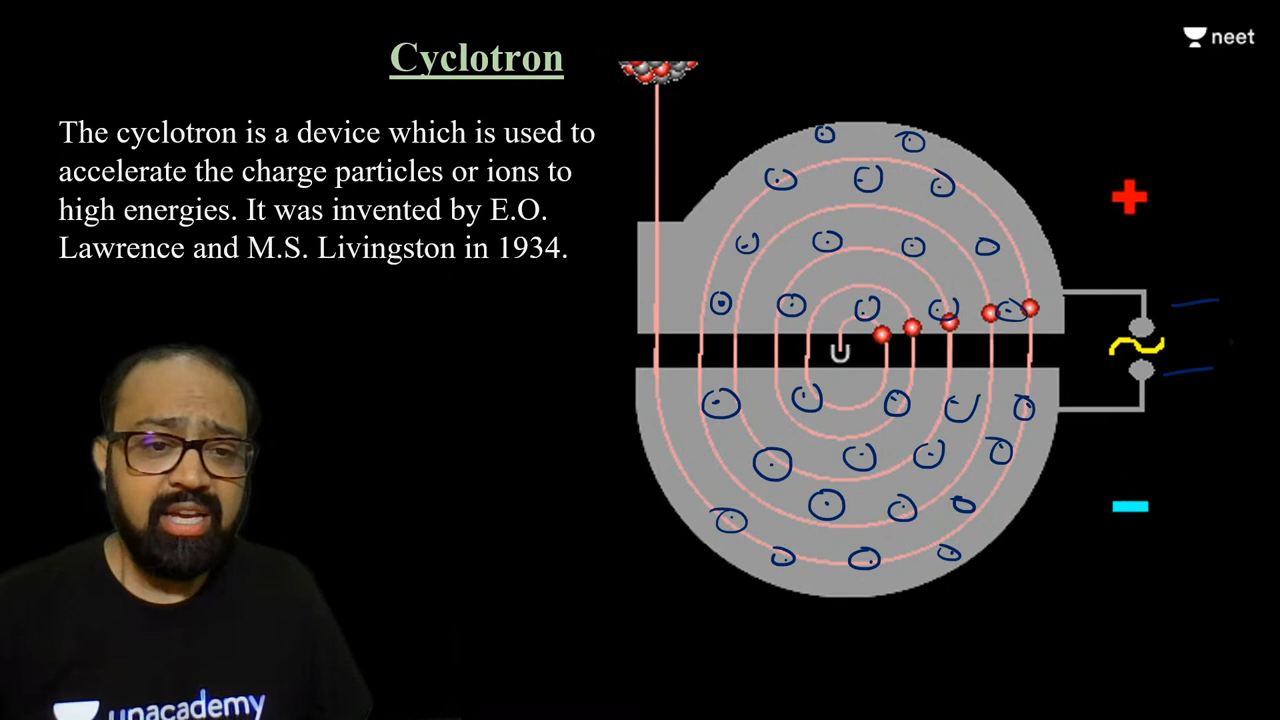 Cyclotron
neet
The cyclotron is a device which is used to
accelerate the charge particles or ions to
high energies. It was invented by E.O.
Lawrence and M.S. Livingston in 1934.
unacademy